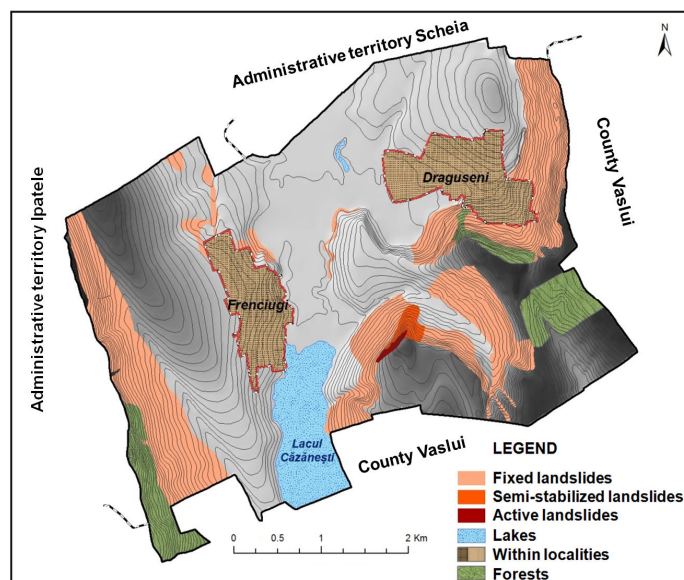 Administrative territory Scheia
N
County Vaslui
Draguseni
Administrative territory Ipatele
Frenciugi
Lacul
Căzănești
County Vaslui
LEGEND
Fixed landslides
Semi-stabilized landslides
Active landslides
Lakes
Within localities
Forests
0 0.5 1 2 Km